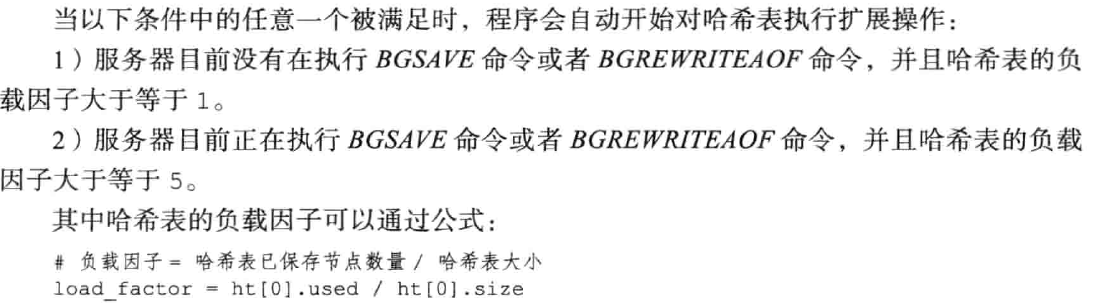 当以下条件中的任意一个被满足时，程序会自动开始对哈希表执行扩展操作：
1）服务器目前没有在执行 BGSAVE 命令或者 BGREWRITEAOF 命令，并且哈希表的负
载因子大于等于 1。
2）服务器目前正在执行 BGSAVE 命令或者 BGREWRITEAOF 命令，并且哈希表的负载
因子大于等于 5。
其中哈希表的负载因子可以通过公式：
# 负载因子 = 哈希表已保存节点数量 / 哈希表大小
load_factor = ht[0].used / ht[0].size